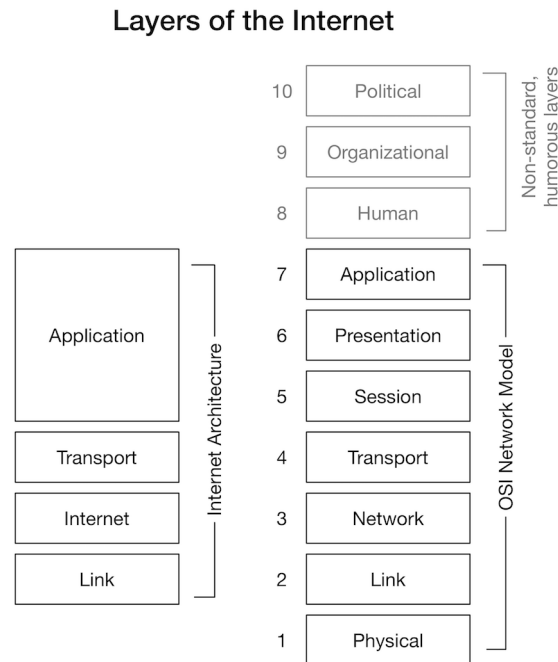 Layers of the Internet
10 Political
9 Organizational
8 Human
Non-standard,
humorous layers
7 Application
6 Presentation
5 Session
4 Transport
3 Network
2 Link
1 Physical
OSI Network Model
Application
Transport
Internet
Link
Internet Architecture